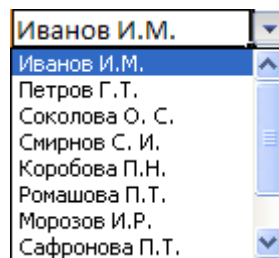 Иванов И.М.
Иванов И.М.
Петров Г.Т.
Соколова О. С.
Смирнов С. И.
Коробова П.Н.
Ромашова П.Т.
Морозов И.Р.
Сафронова П.Т.